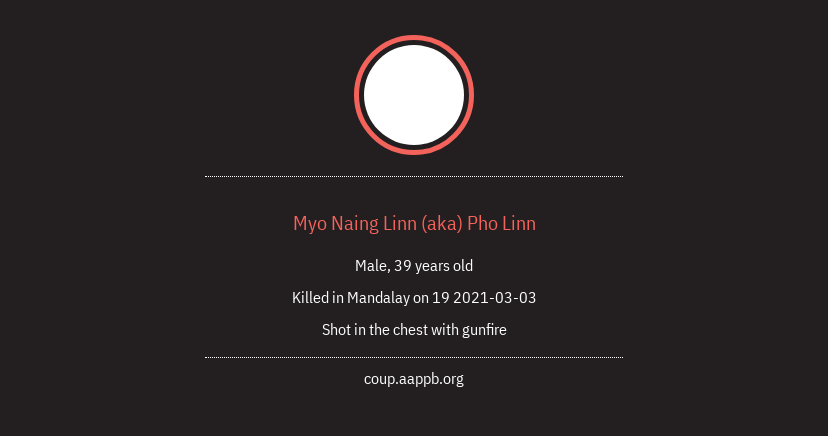 Myo Naing Linn (aka) Pho Linn
Male, 39 years old
Killed in Mandalay on 19 2021-03-03
Shot in the chest with gunfire
coup.aappb.org